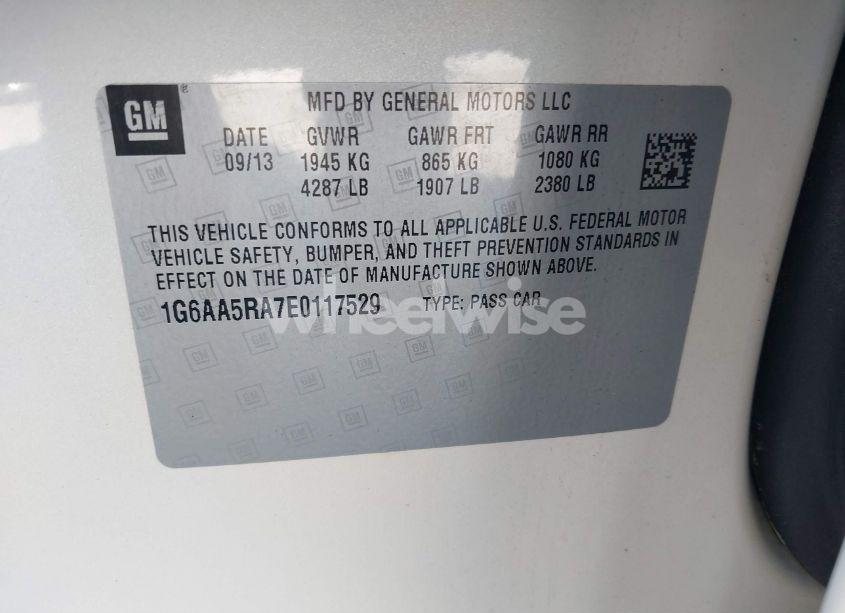 GM
®
MFD BY GENERAL MOTORS LLC
DATE GVWR GAWR FRT GAWR RR
09/13 1945 KG 865 KG 1080 KG
4287 LB 1907 LB 2380 LB
THIS VEHICLE CONFORMS TO ALL APPLICABLE U.S. FEDERAL MOTOR
VEHICLE SAFETY, BUMPER, AND THEFT PREVENTION STANDARDS IN
EFFECT ON THE DATE OF MANUFACTURE SHOWN ABOVE.
1G6AA5RA7E0117529 TYPE: PASS CAR
wheelwise